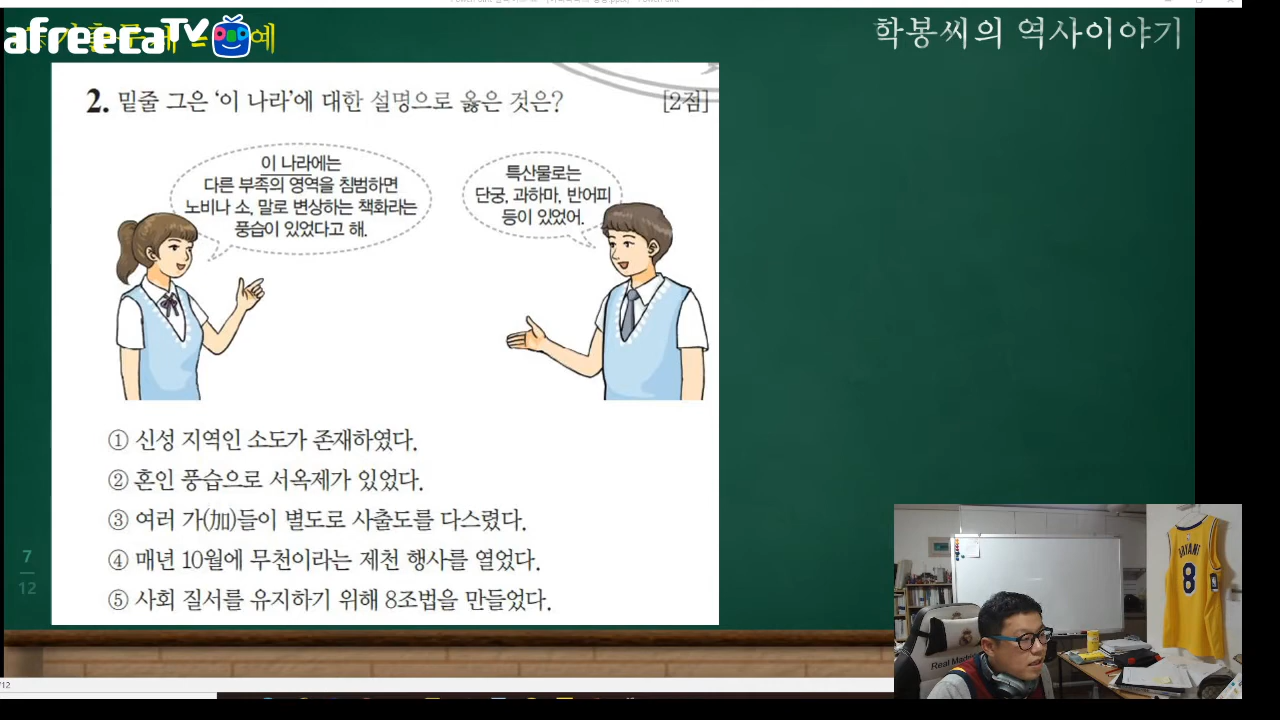 afreecaTV
예
학봉씨의 역사이야기
2. 밑줄 그은 '이 나라'에 대한 설명으로 옳은 것은? [2점]
이 나라에는
다른 부족의 영역을 침범하면
노비나 소, 말로 변상하는 책화라는
풍습이 있었다고 해.
특산물로는
단궁, 과하마, 반어피
등이 있었어.
① 신성 지역인 소도가 존재하였다.
② 혼인 풍습으로 서옥제가 있었다.
③ 여러 가(加)들이 별도로 사출도를 다스렸다.
④ 매년 10월에 무천이라는 제천 행사를 열었다.
⑤ 사회 질서를 유지하기 위해 8조법을 만들었다.
7
12
BRYANT
8
Real Madrid
/12